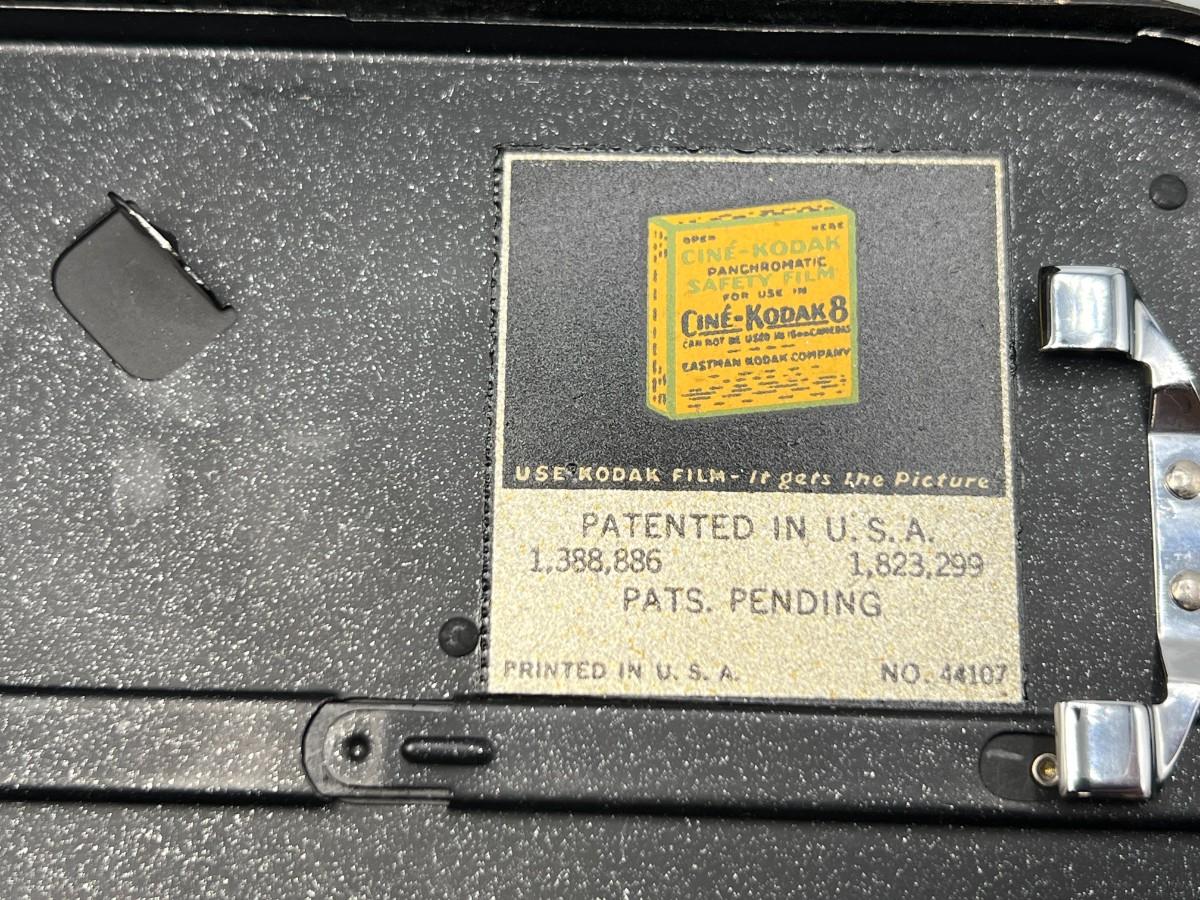 OPEN HERE
CINÉ-KODAK
PANCHROMATIC
SAFETY FILM
FOR USE IN
CINÉ-KODAK 8
CAN NOT BE USED IN 16mm CAMERAS
EASTMAN KODAK COMPANY
USE KODAK FILM - It gets the Picture
PATENTED IN U.S.A.
1,388,886 1,823,299
PATS. PENDING
PRINTED IN U. S. A. NO. 44107